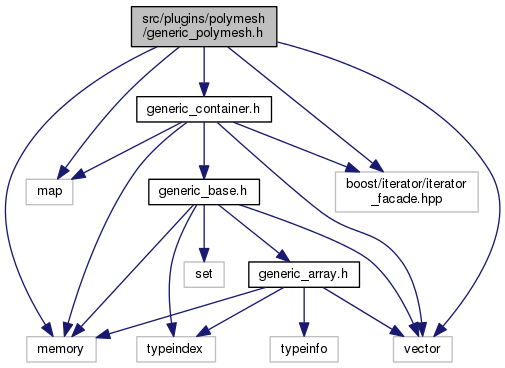 src/plugins/polymesh
/generic_polymesh.h
generic_container.h
map
generic_base.h
boost/iterator/iterator
_facade.hpp
set
generic_array.h
memory
typeindex
typeinfo
vector